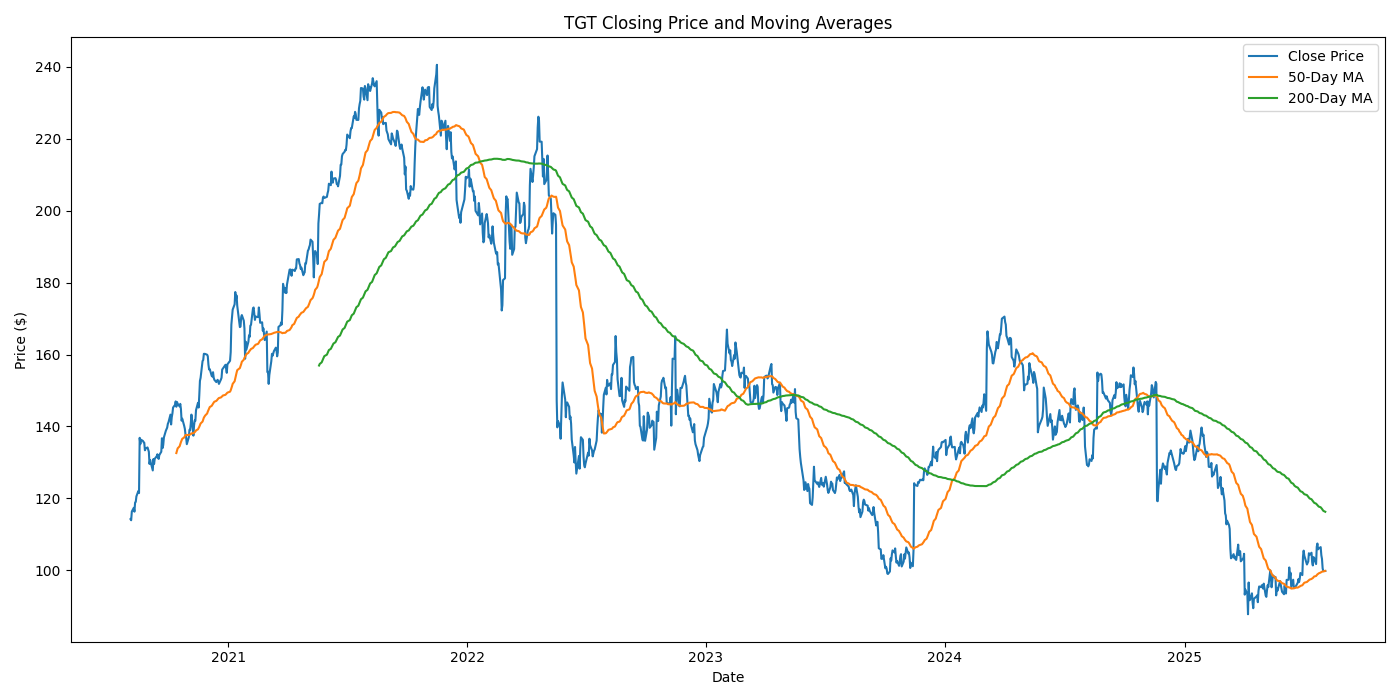 TGT Closing Price and Moving Averages
Close Price
50-Day MA
200-Day MA
Price ($)
240
220
200
180
160
140
120
100
2021 2022 2023 2024 2025
Date